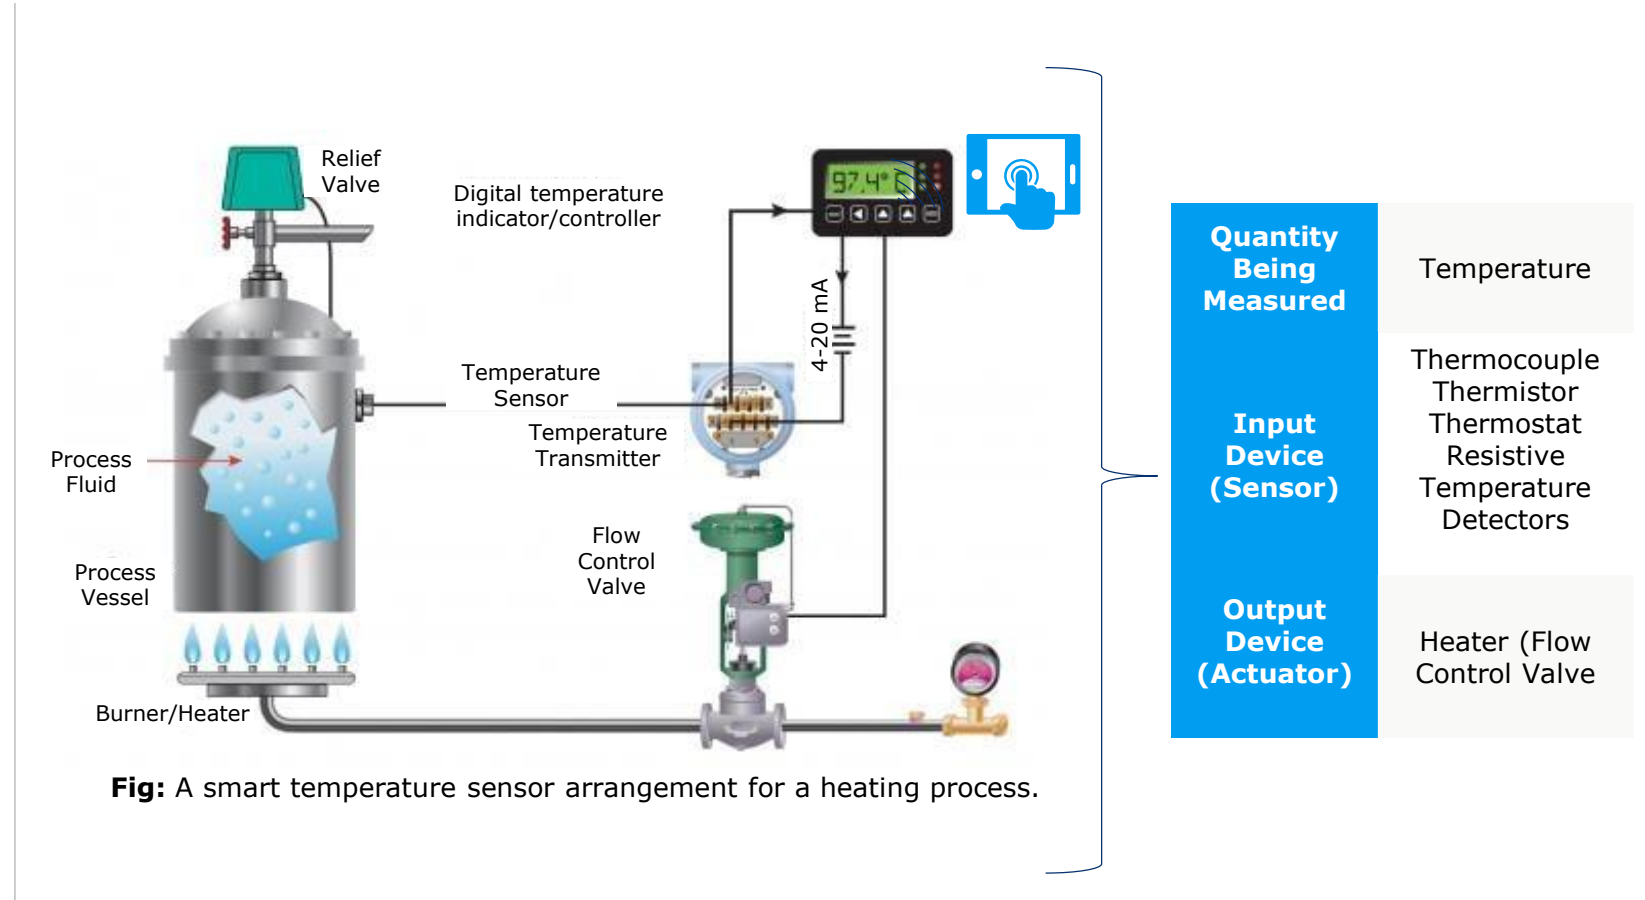 Relief
Valve
Digital temperature
indicator/controller
97.4° C
4-20 mA
Temperature
Sensor
Temperature
Transmitter
Process
Fluid
Flow
Control
Valve
Process
Vessel
Burner/Heater
Fig: A smart temperature sensor arrangement for a heating process.
Quantity
Being
Measured
Temperature
Input
Device
(Sensor)
Thermocouple
Thermistor
Thermostat
Resistive
Temperature
Detectors
Output
Device
(Actuator)
Heater (Flow
Control Valve